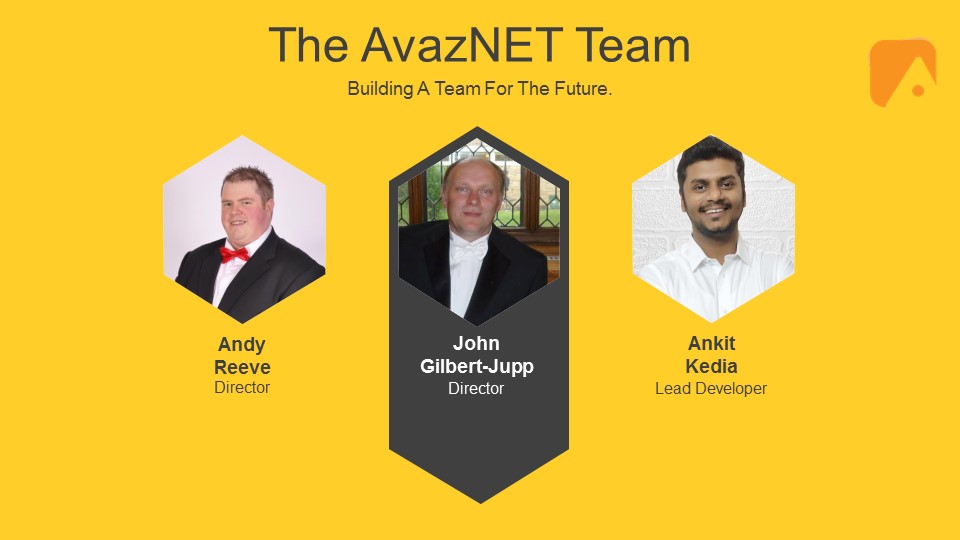 The AvazNET Team
Building A Team For The Future.
Andy
Reeve
Director
John
Gilbert-Jupp
Director
Ankit
Kedia
Lead Developer